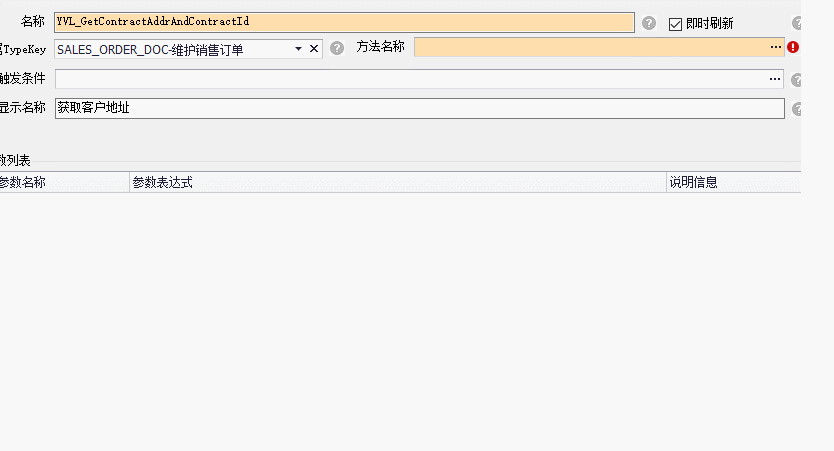 名称 YVL_GetContractAddrAndContractId 即时刷新
TypeKey SALES_ORDER_DOC-维护销售订单 方法名称
触发条件
显示名称 获取客户地址
数列表
参数名称 参数表达式 说明信息